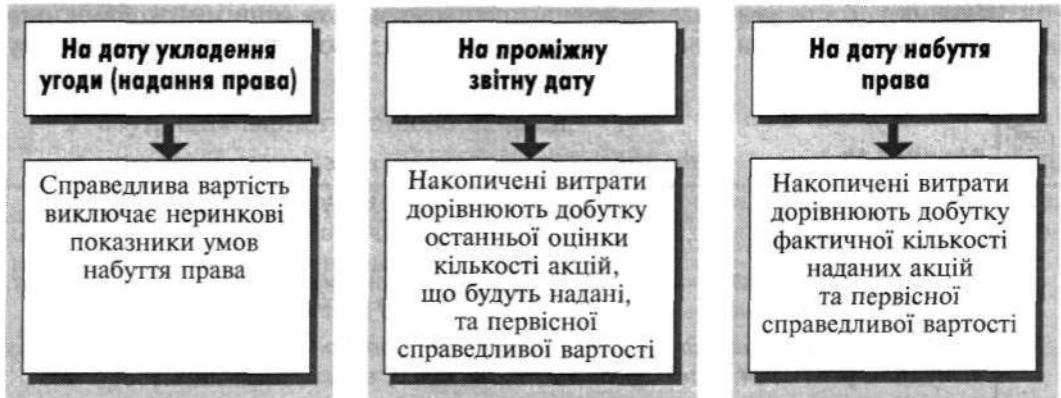 На дату укладення
угоди (надання права)
Справедлива вартість
виключає неринкові
показники умов
набуття права
На проміжну
звітну дату
Накопичені витрати
дорівнюють добутку
останньої оцінки
кількості акцій,
що будуть надані,
та первісної
справедливої вартості
На дату набуття
права
Накопичені витрати
дорівнюють добутку
фактичної кількості
наданих акцій
та первісної
справедливої вартості